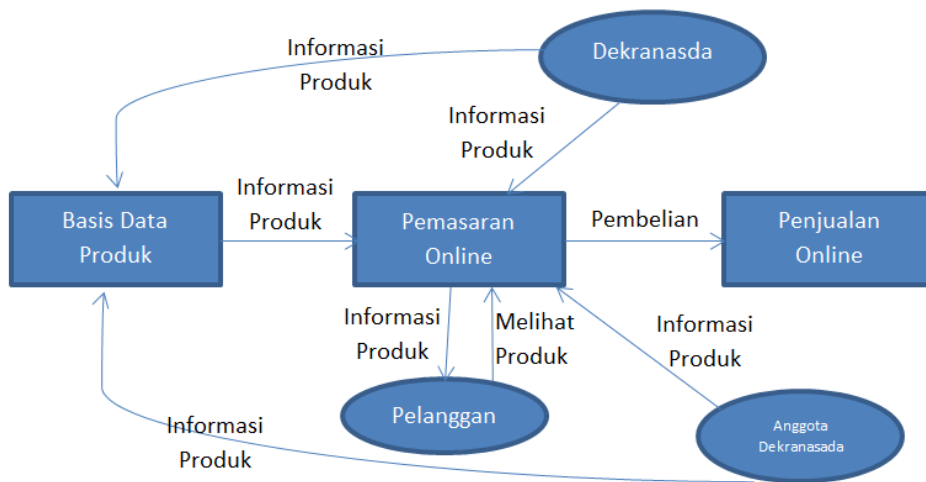 Informasi
Produk
Dekranasda
Informasi
Produk
Basis Data
Produk
Informasi
Produk
Pemasaran
Online
Pembelian
Penjualan
Online
Informasi
Produk
Melihat
Produk
Informasi
Produk
Pelanggan
Informasi
Produk
Anggota
Dekranasada